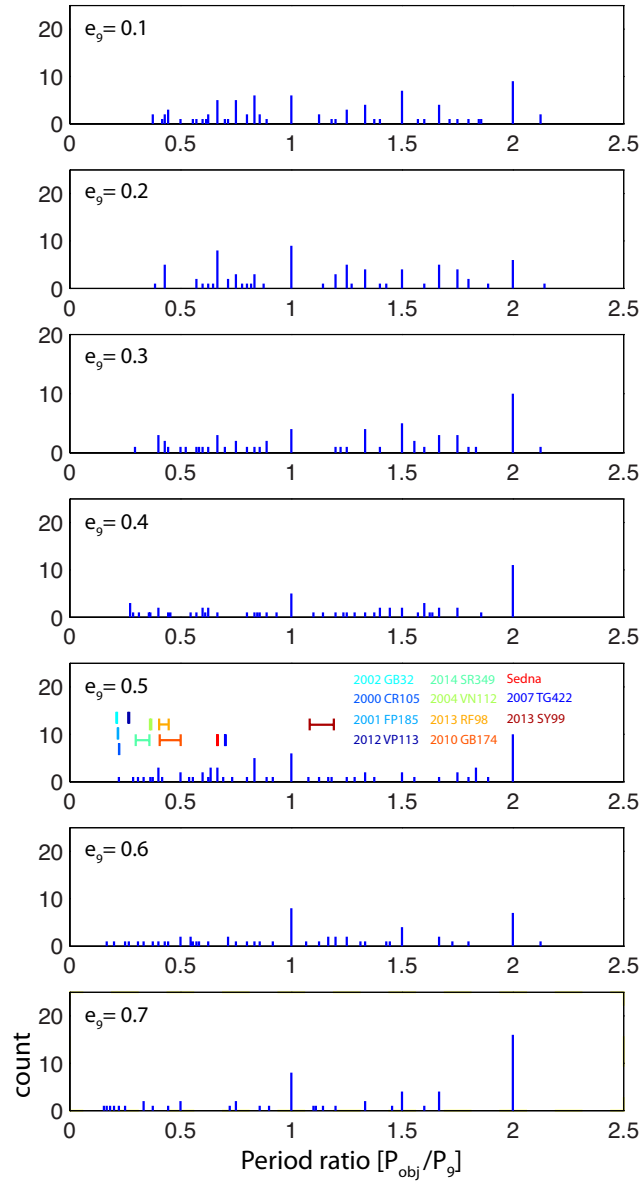 e9= 0.1
20
10
0
0 0.5 1 1.5 2 2.5
e9= 0.2
20
10
0
0 0.5 1 1.5 2 2.5
e9= 0.3
20
10
0
0 0.5 1 1.5 2 2.5
e9= 0.4
20
10
0
0 0.5 1 1.5 2 2.5
e9= 0.5
2002 GB32 2014 SR349 Sedna
2000 CR105 2004 VN112 2007 TG422
2001 FP185 2013 RF98 2013 SY99
2012 VP113 2010 GB174
20
10
0
0 0.5 1 1.5 2 2.5
e9= 0.6
20
10
0
0 0.5 1 1.5 2 2.5
e9= 0.7
20
10
0
count
0 0.5 1 1.5 2 2.5
Period ratio [Pobj/P9]